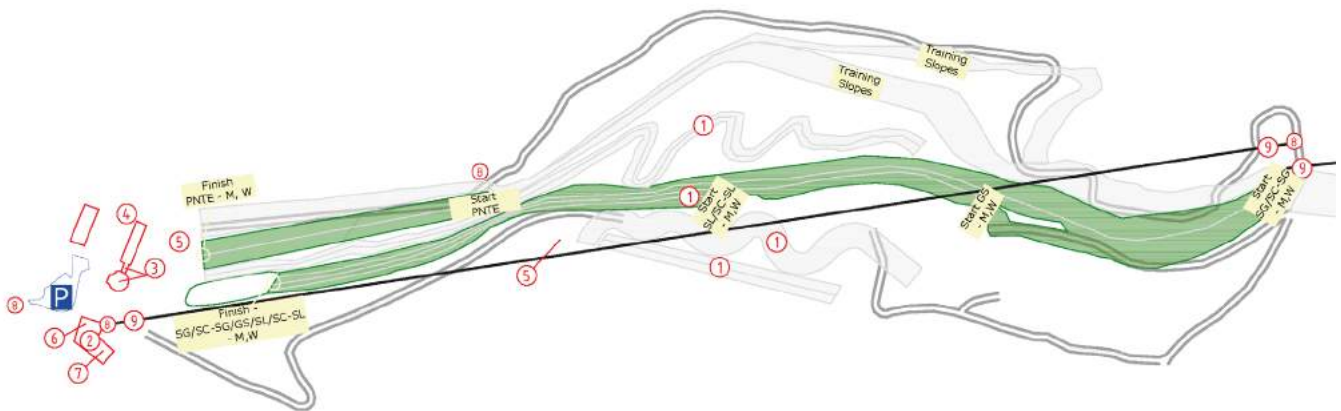 Training
Slopes
Training
Slopes
1
9
8
9
8
Finish
PNTE - M, W
Start
PNTE
1
Start
SL/SC-SL
- M,W
Start GS
- M,W
Start
SG/SC-SG
- M,W
4
5
3
1
5
1
8
P
Finish -
SG/SC-SG/GS/SL/SC-SL
- M,W
6
2
8
9
7